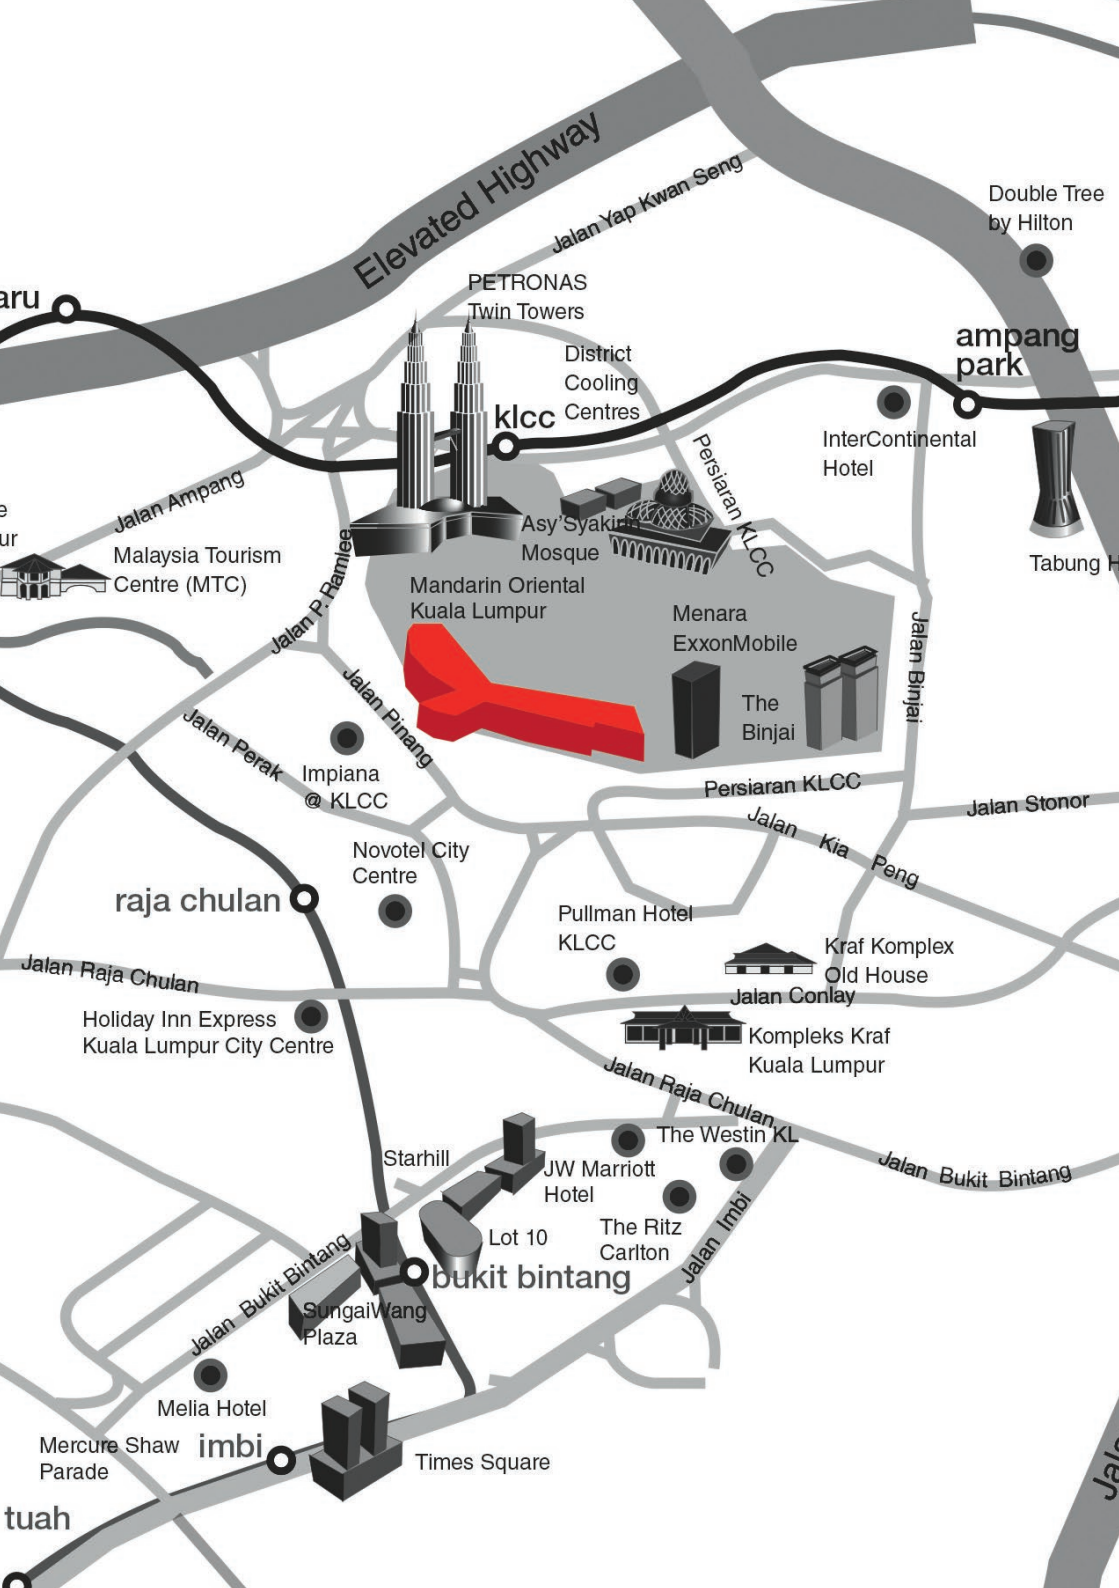 Elevated Highway
Jalan Yap Kwan Seng
Double Tree
by Hilton
PETRONAS
Twin Towers
aru
ampang
park
District
Cooling
Centres
klcc
InterContinental
Hotel
Persiaran KLCC
Jalan Ampang
e
ur
Asy'Syakirin
Mosque
Malaysia Tourism
Centre (MTC)
Tabung H
Jalan P. Ramlee
Mandarin Oriental
Kuala Lumpur
Menara
ExxonMobile
Jalan Binjai
Jalan Pinang
The
Binjai
Jalan Perak
Impiana
@ KLCC
Persiaran KLCC
Jalan Stonor
Jalan Kia Peng
Novotel City
Centre
raja chulan
Pullman Hotel
KLCC
Kraf Komplex
Old House
Jalan Raja Chulan
Jalan Conlay
Holiday Inn Express
Kuala Lumpur City Centre
Kompleks Kraf
Kuala Lumpur
Jalan Raja Chulan
The Westin KL
Starhill
JW Marriott
Hotel
Jalan Bukit Bintang
The Ritz
Carlton
Lot 10
Jalan Imbi
bukit bintang
Jalan Bukit Bintang
SungaiWang
Plaza
Melia Hotel
Mercure Shaw
Parade
imbi
Times Square
tuah
Jala